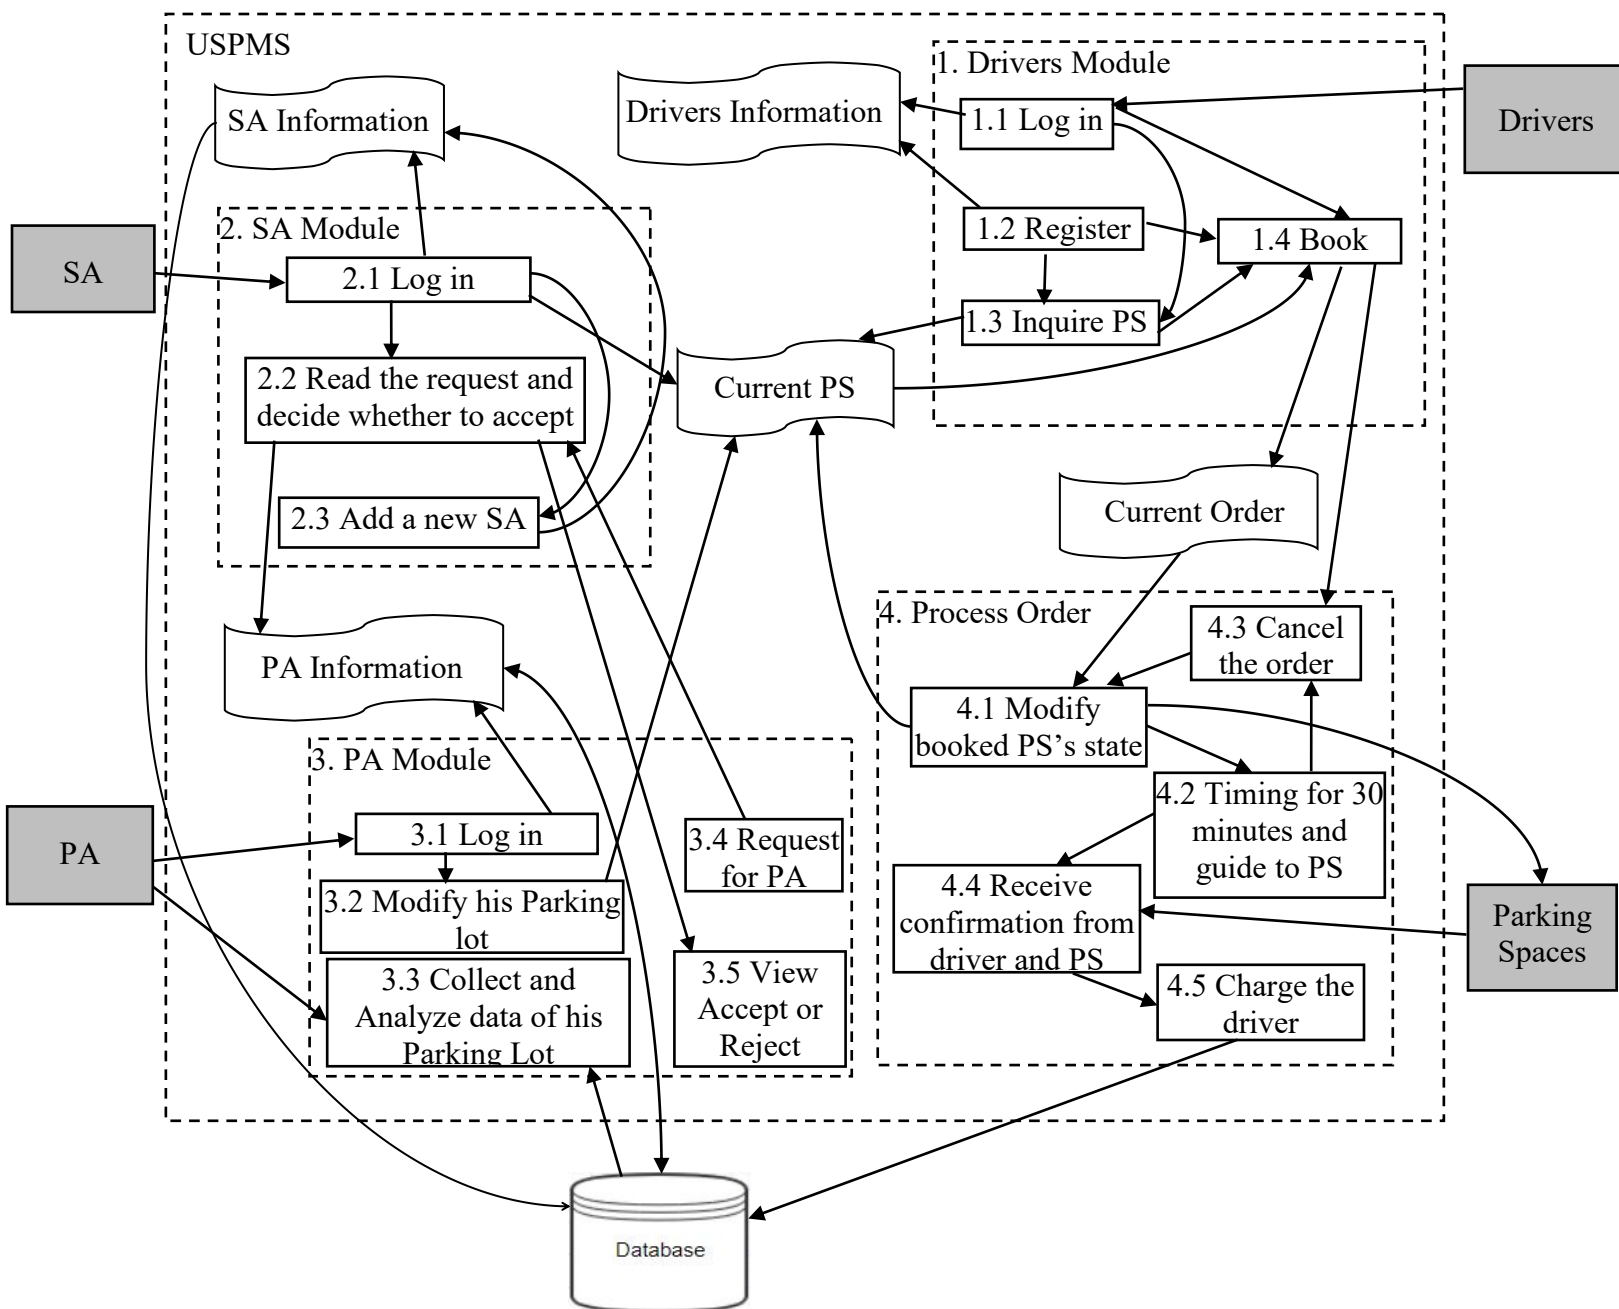 USPMS
1. Drivers Module
SA Information
Drivers Information
1.1 Log in
Drivers
2. SA Module
1.2 Register
1.4 Book
SA
2.1 Log in
1.3 Inquire PS
2.2 Read the request and
decide whether to accept
Current PS
2.3 Add a new SA
Current Order
4. Process Order
4.3 Cancel
the order
PA Information
4.1 Modify
booked PS’s state
3. PA Module
4.2 Timing for 30
minutes and
guide to PS
PA
3.1 Log in
3.4 Request
for PA
3.2 Modify his Parking
lot
4.4 Receive
confirmation from
driver and PS
Parking
Spaces
3.3 Collect and
Analyze data of his
Parking Lot
3.5 View
Accept or
Reject
4.5 Charge the
driver
Database